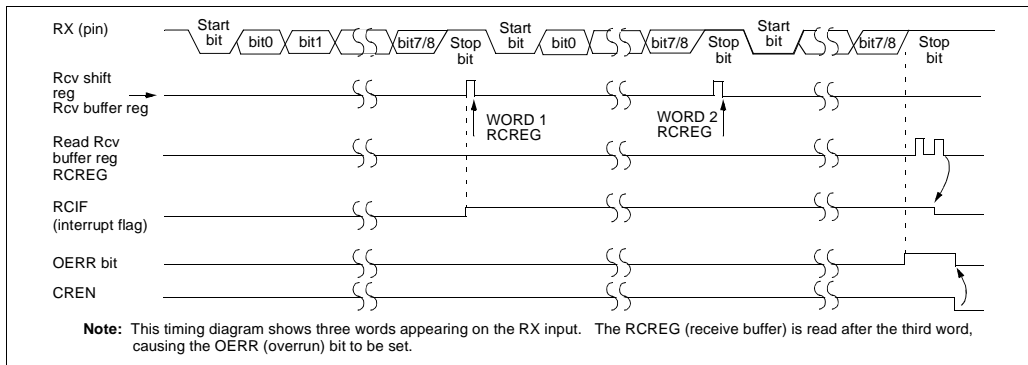 RX (pin)
Start
bit
bit0
bit1
bit7/8
Stop
bit
Start
bit
bit0
bit7/8
Stop
bit
Start
bit
bit7/8
Stop
bit
Rcv shift
reg
Rcv buffer reg
WORD 1
RCREG
WORD 2
RCREG
Read Rcv
buffer reg
RCREG
RCIF
(interrupt flag)
OERR bit
CREN
Note: This timing diagram shows three words appearing on the RX input. The RCREG (receive buffer) is read after the third word,
causing the OERR (overrun) bit to be set.